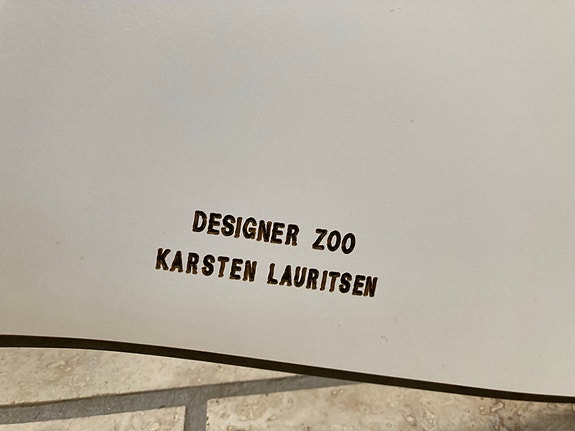 DESIGNER ZOO
KARSTEN LAURITSEN